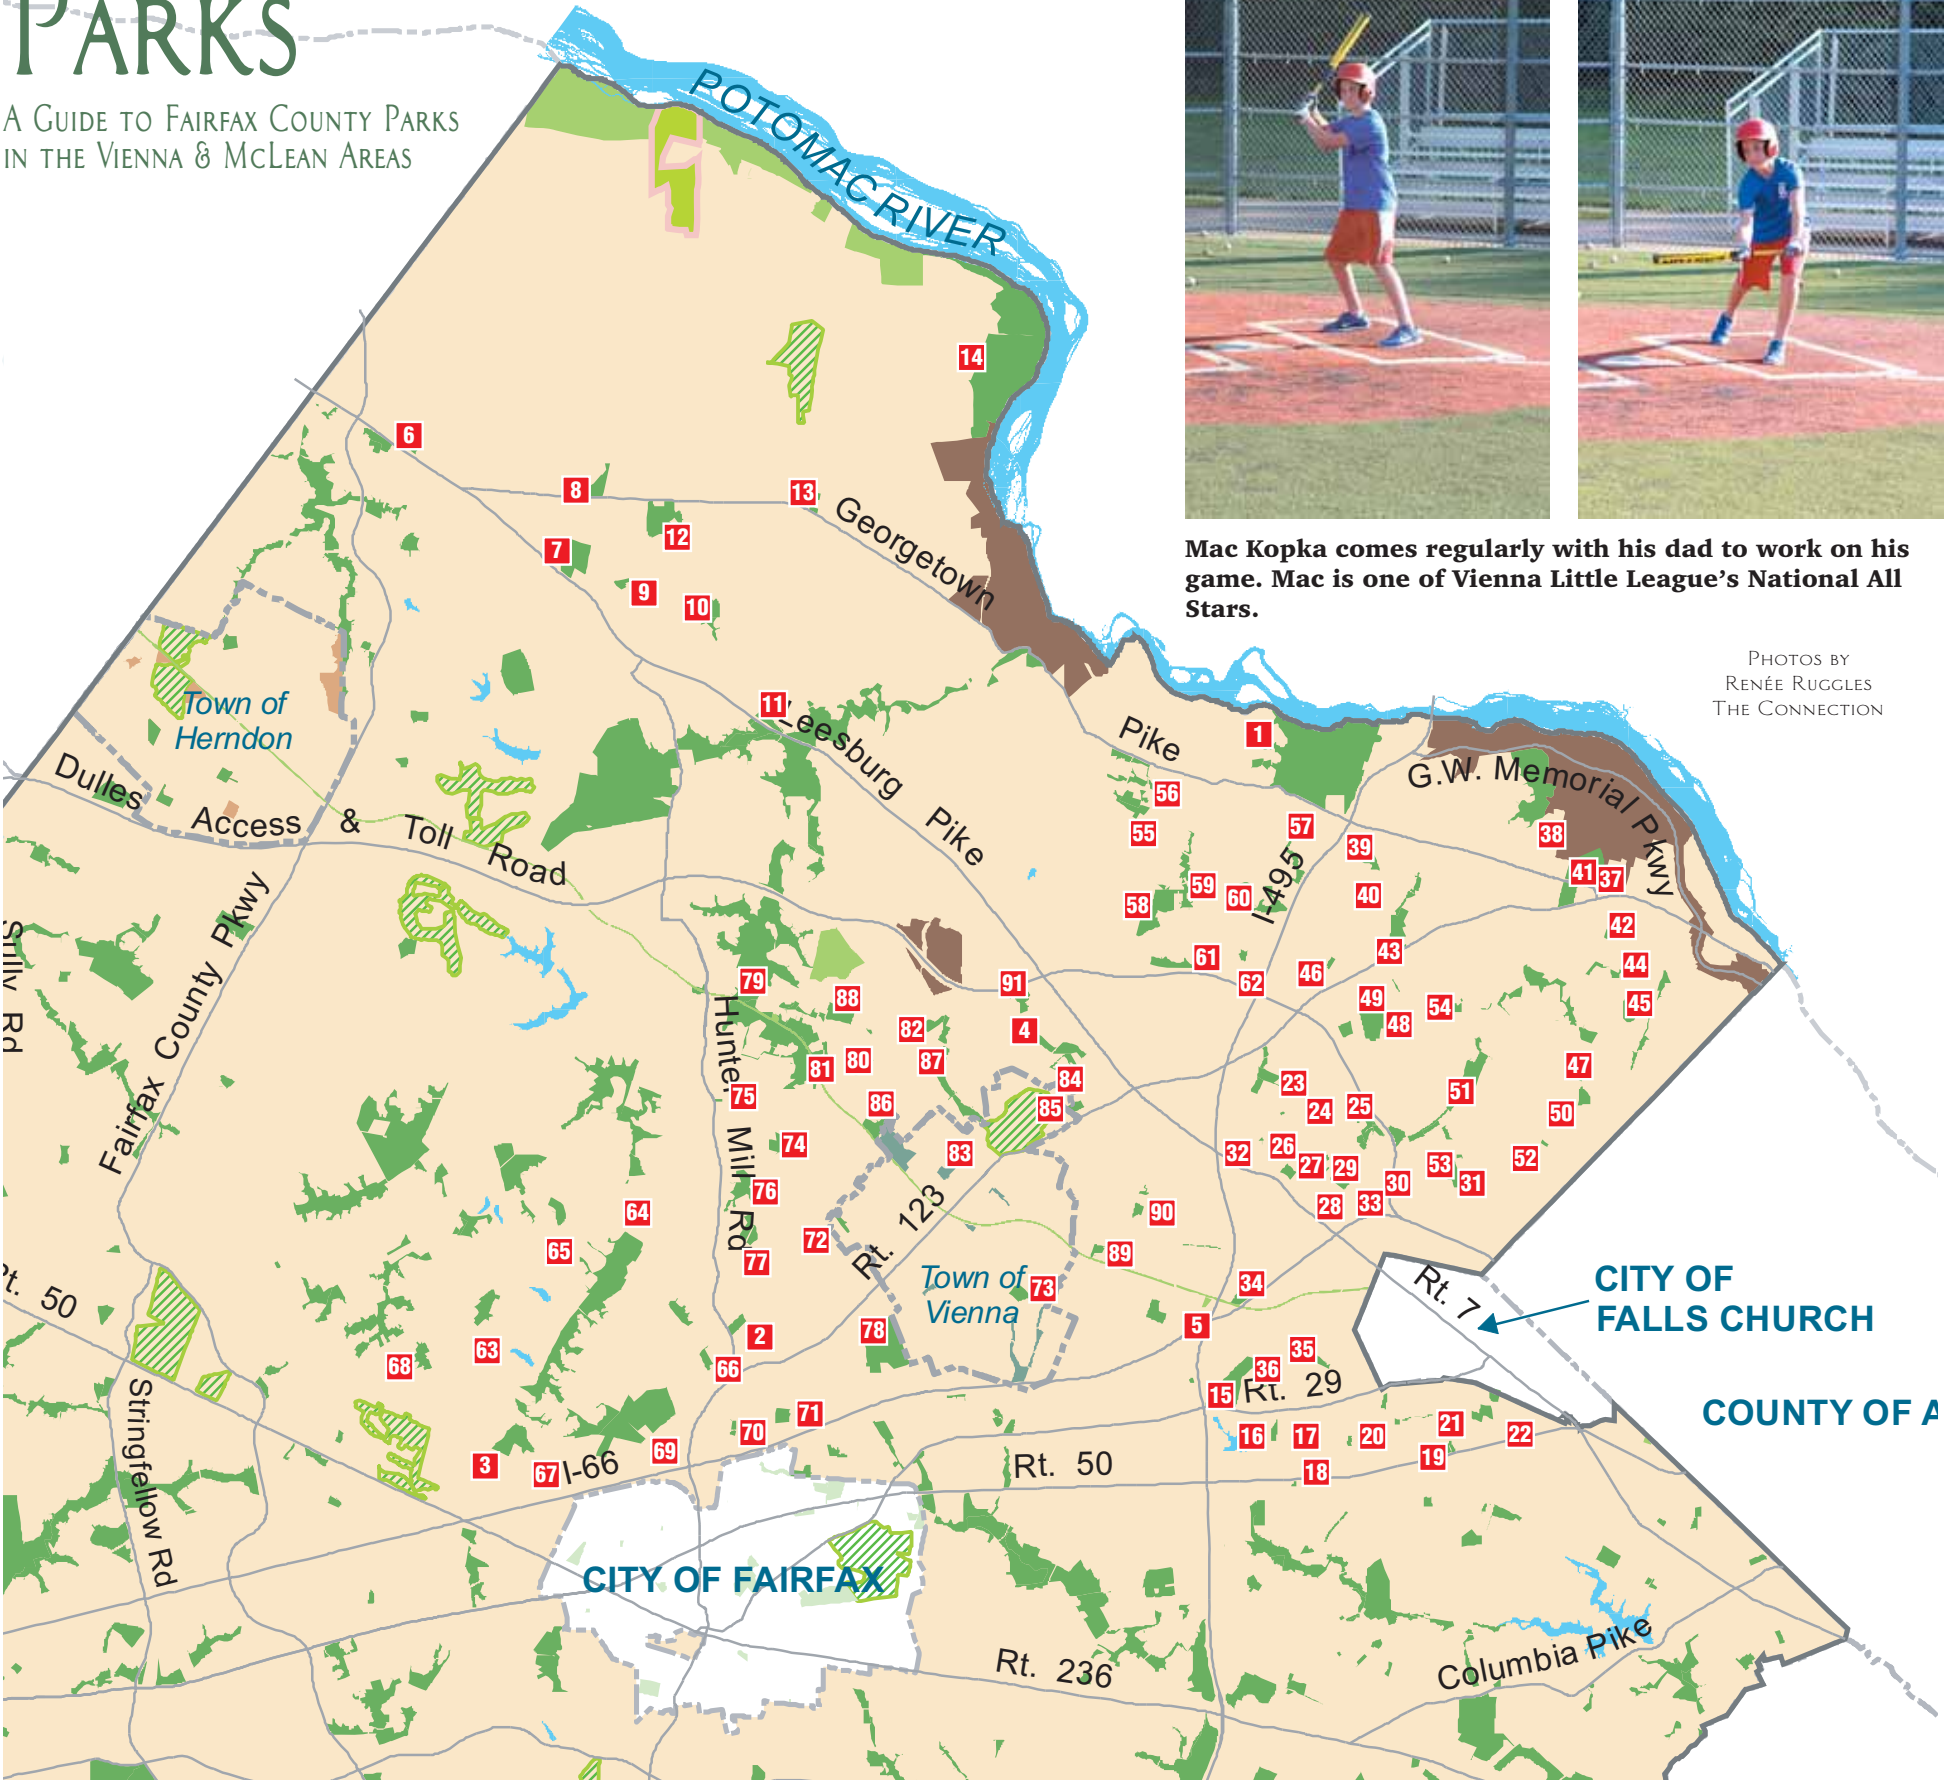 PARKS
A GUIDE TO FAIRFAX COUNTY PARKS
IN THE VIENNA & MCLEAN AREAS
POTOMAC RIVER
Mac Kopka comes regularly with his dad to work on his
game. Mac is one of Vienna Little League's National All
Stars.
PHOTOS BY
RENÉE RUGGLES
THE CONNECTION
14
6
8
13
Georgetown
12
7
9
10
Town of
Herndon
11
Leesburg
Pike
Pike
1
G.W. Memorial Pkwy
Dulles
Access & Toll Road
56
55
57
39
38
41
37
59
60
58
I-495
40
42
43
61
62
46
44
45
49
48
54
Fairfax County Pkwy
Rd
79
88
91
82
4
Hunter Mill Rd
81
80
87
84
85
75
86
23
24
25
51
47
50
74
83
32
26
27
29
53
52
31
30
28
33
76
64
72
90
65
77
Rt. 123
89
Town of
Vienna
73
34
Rt. 7
CITY OF
FALLS CHURCH
50
2
78
5
63
68
66
35
36
15
Rt. 29
Stringfellow Rd
71
70
COUNTY OF
16
17
20
21
22
19
18
3
67
I-66
69
Rt. 50
CITY OF FAIRFAX
Rt. 236
Columbia Pike